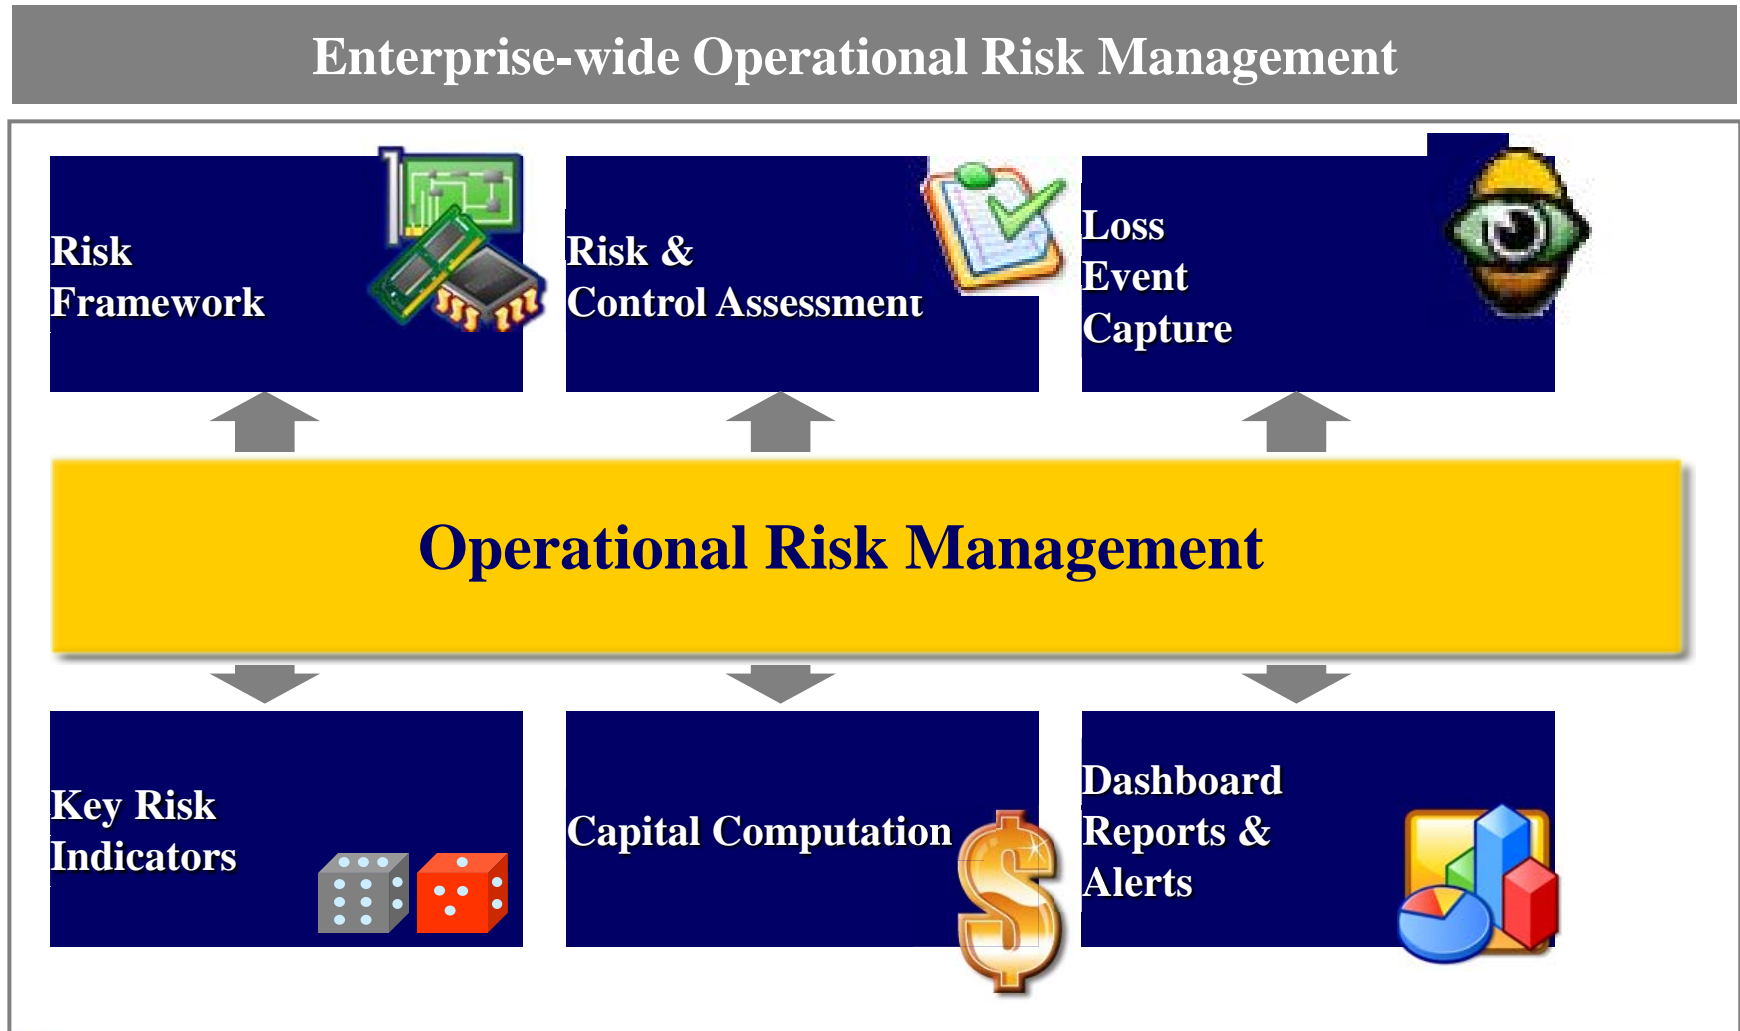 Enterprise-wide Operational Risk Management
Risk
Framework
Risk &
Control Assessment
Loss
Event
Capture
Operational Risk Management
Key Risk
Indicators
Capital Computation
Dashboard
Reports &
Alerts